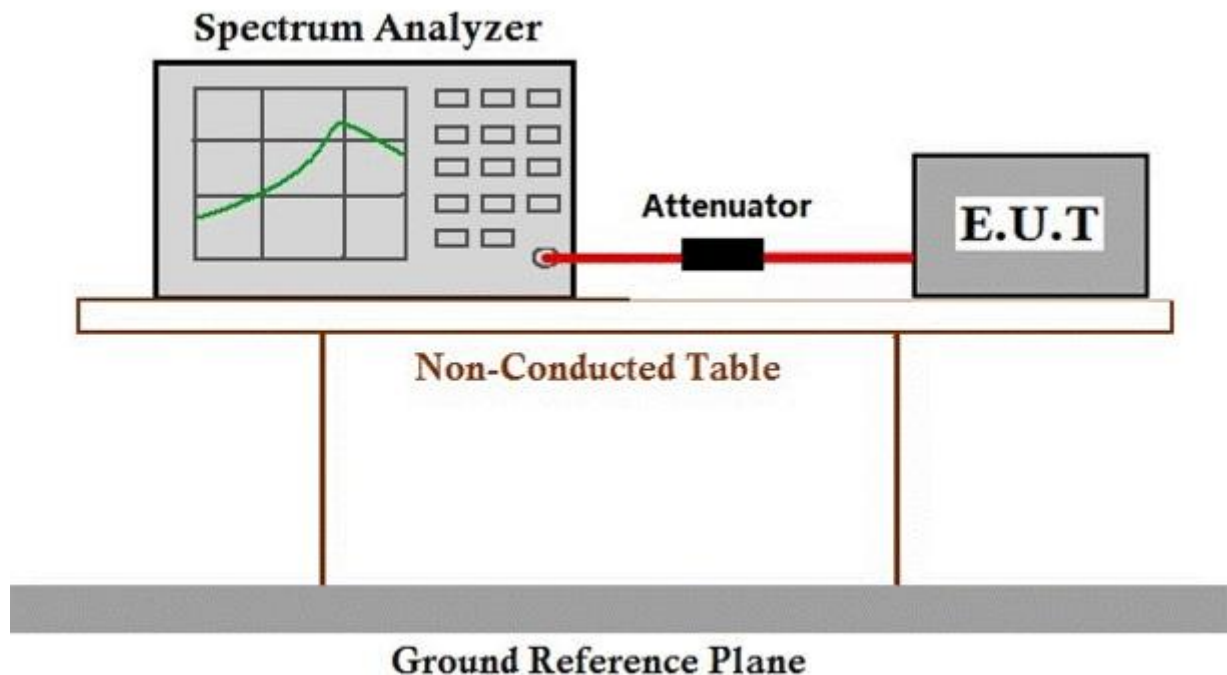 Spectrum Analyzer
Attenuator
E.U.T
Non-Conducted Table
Ground Reference Plane